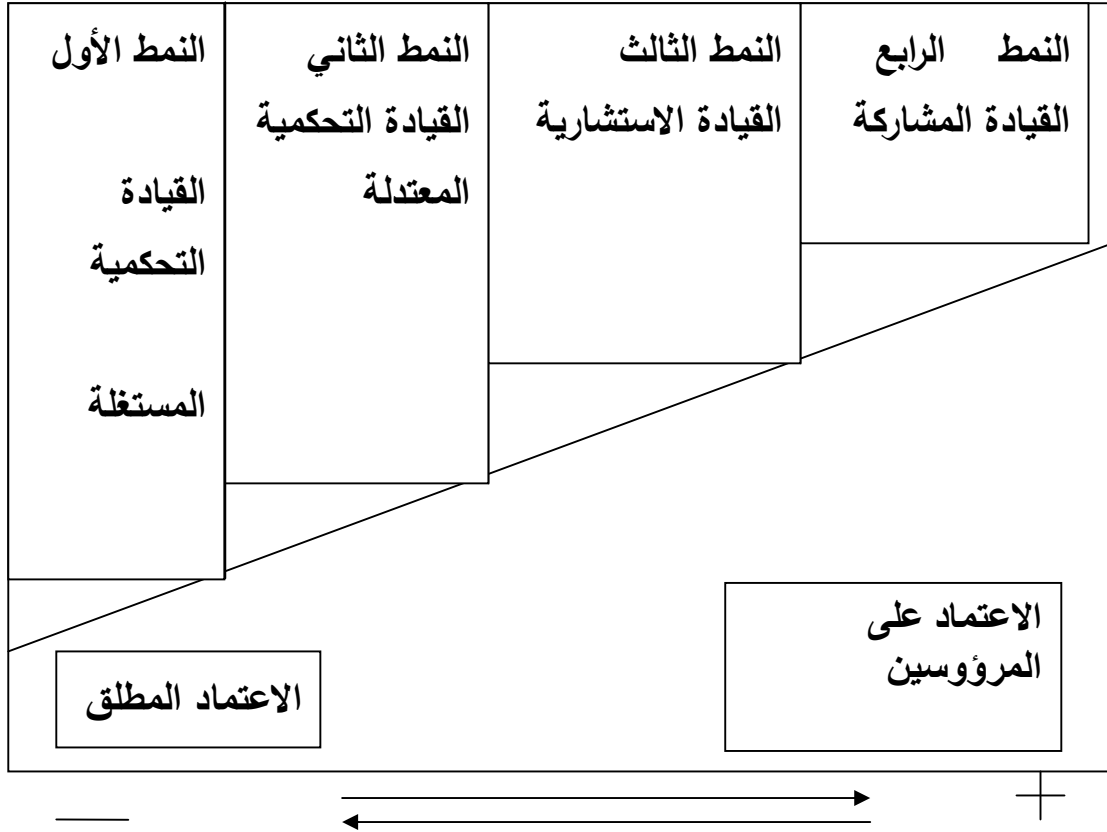 النمط الأول
القيادة
التحكمية
المستغلة
النمط الثاني
القيادة التحكمية
المعتدلة
النمط الثالث
القيادة الاستشارية
النمط الرابع
القيادة المشاركة
الاعتماد على
المرؤوسين
الاعتماد المطلق